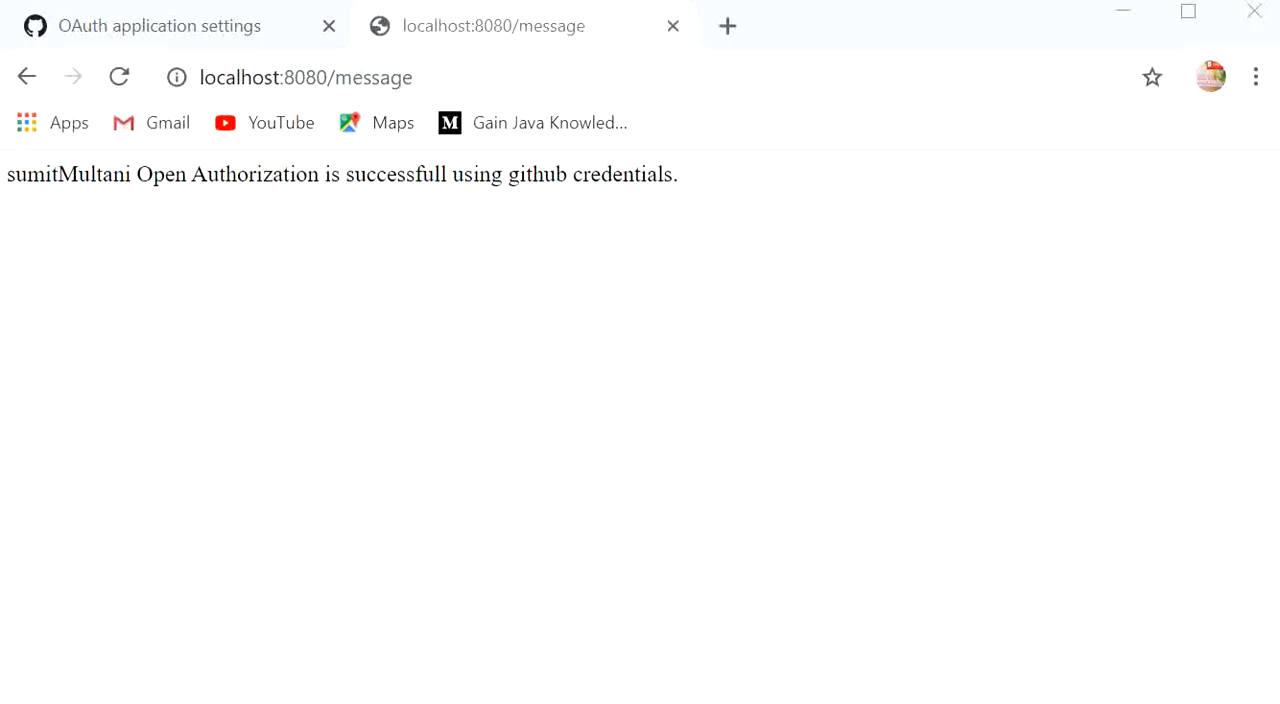 OAuth application settings
localhost:8080/message
localhost:8080/message
Apps Gmail YouTube Maps M Gain Java Knowled...
sumitMultani Open Authorization is successfull using github credentials.